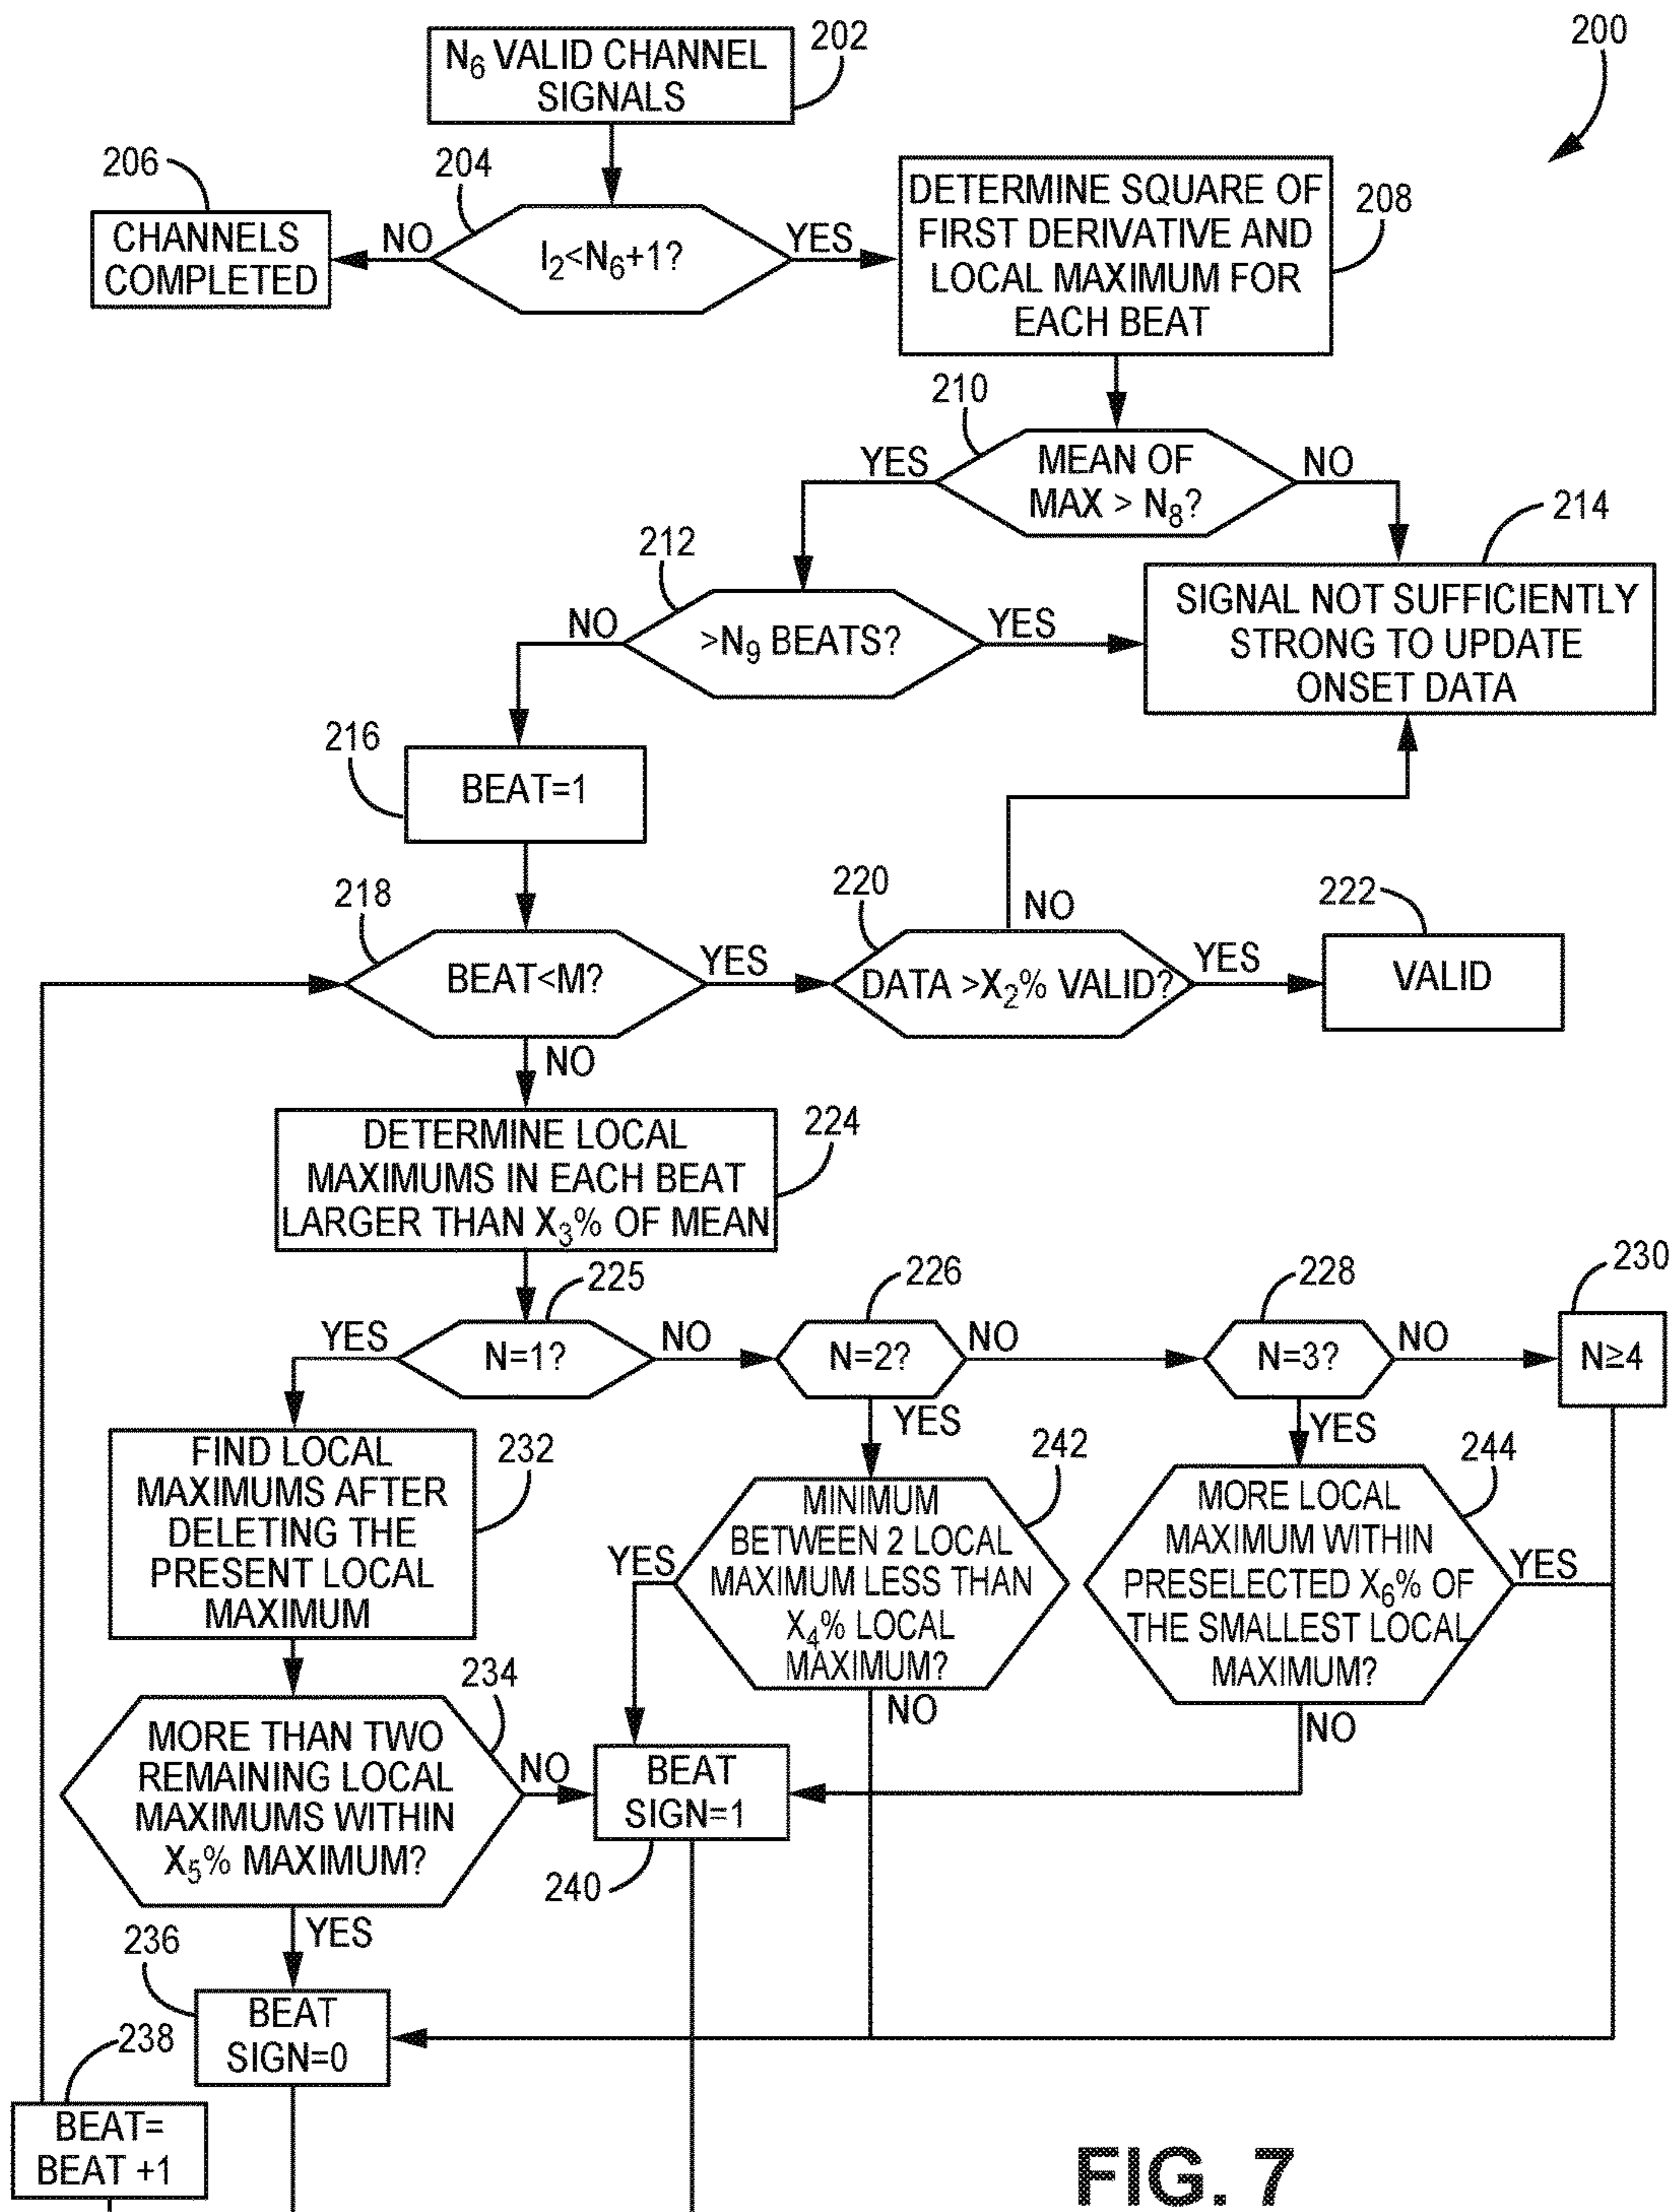 200
N₆ VALID CHANNEL
SIGNALS
202
206
CHANNELS
COMPLETED
NO
204
I₂<N₆+1?
YES
DETERMINE SQUARE OF
FIRST DERIVATIVE AND
LOCAL MAXIMUM FOR
EACH BEAT
208
210
YES
MEAN OF
MAX > N₈?
NO
214
212
NO
>N₉ BEATS?
YES
SIGNAL NOT SUFFICIENTLY
STRONG TO UPDATE
ONSET DATA
216
BEAT=1
218
BEAT<M?
YES
NO
220
NO
DATA >X₂% VALID?
YES
222
VALID
DETERMINE LOCAL
MAXIMUMS IN EACH BEAT
LARGER THAN X₃% OF MEAN
224
225
YES
N=1?
NO
226
N=2?
NO
YES
228
N=3?
NO
YES
230
N≥4
FIND LOCAL
MAXIMUMS AFTER
DELETING THE
PRESENT LOCAL
MAXIMUM
232
242
YES
MINIMUM
BETWEEN 2 LOCAL
MAXIMUM LESS THAN
X₄% LOCAL
MAXIMUM?
NO
244
MORE LOCAL
MAXIMUM WITHIN
PRESELECTED X₆% OF
THE SMALLEST LOCAL
MAXIMUM?
YES
NO
234
MORE THAN TWO
REMAINING LOCAL
MAXIMUMS WITHIN
X₅% MAXIMUM?
NO
YES
BEAT
SIGN=1
240
236
BEAT
SIGN=0
238
BEAT=
BEAT +1
FIG. 7